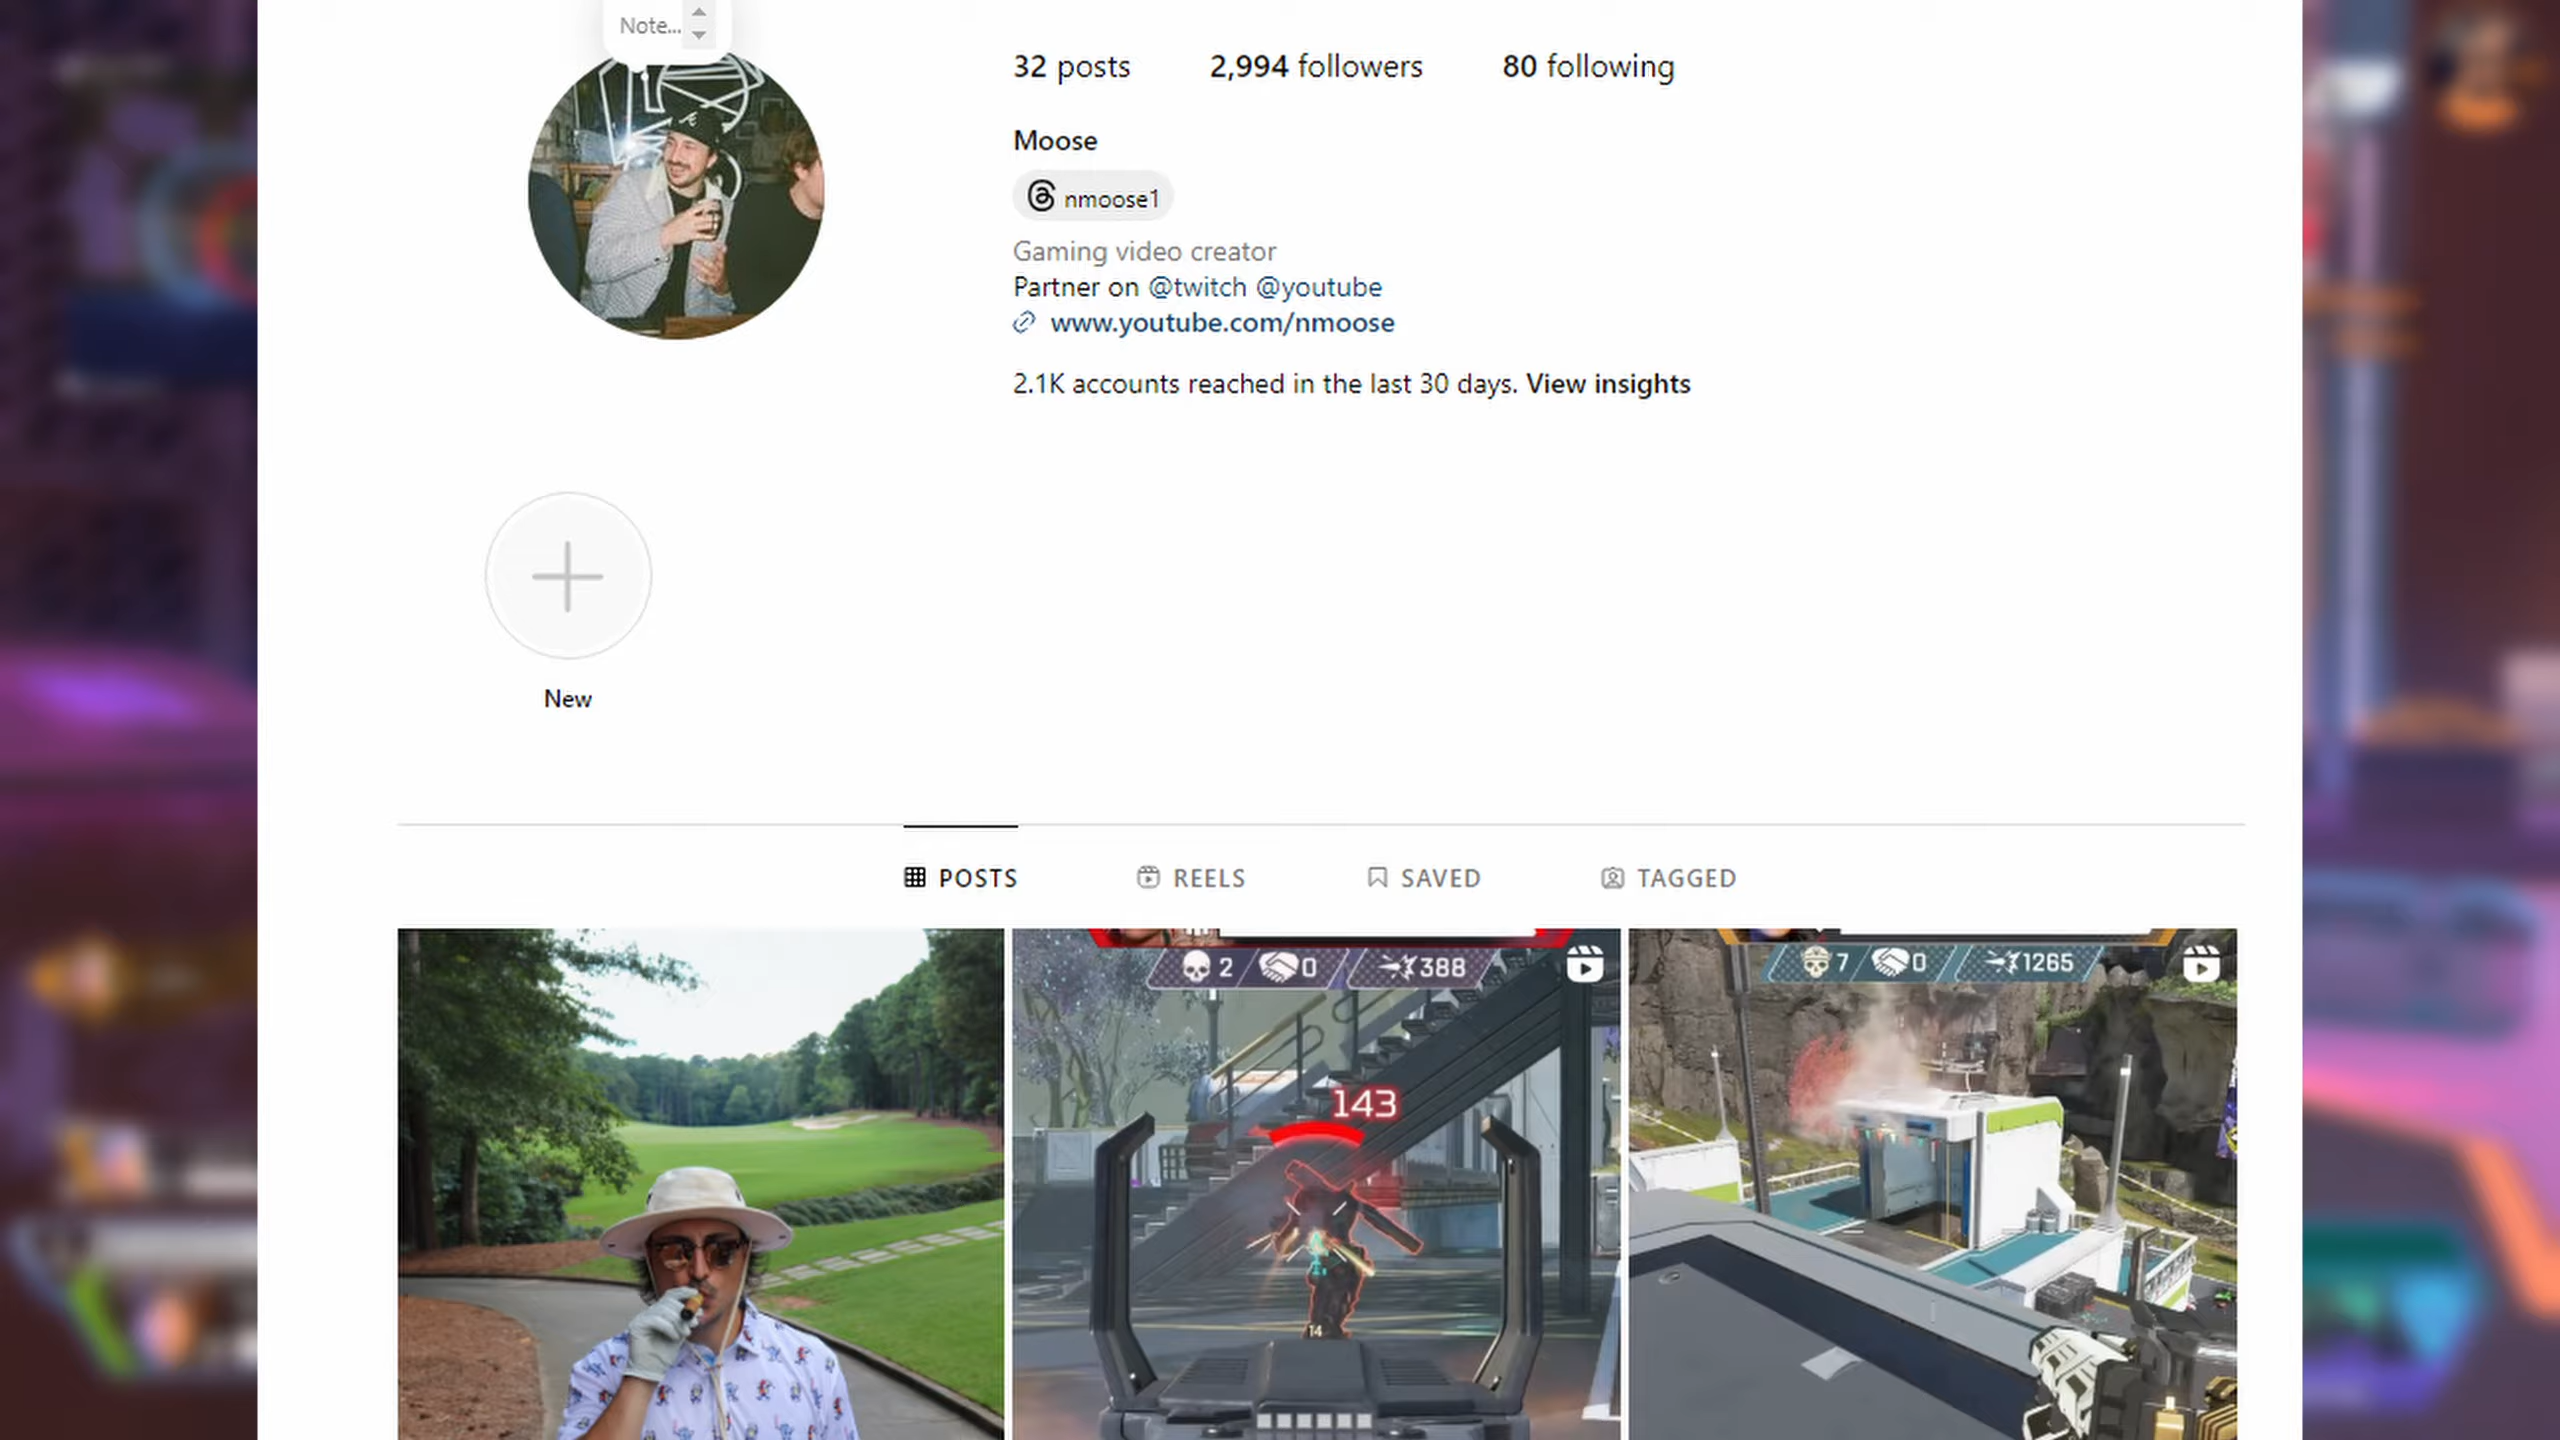 Note...
32 posts 2,994 followers 80 following
Moose
nmoose1
Gaming video creator
Partner on @twitch @youtube
www.youtube.com/nmoose
2.1K accounts reached in the last 30 days. View insights
New
POSTS REELS SAVED TAGGED
2 0 388
7 0 1265
143
14